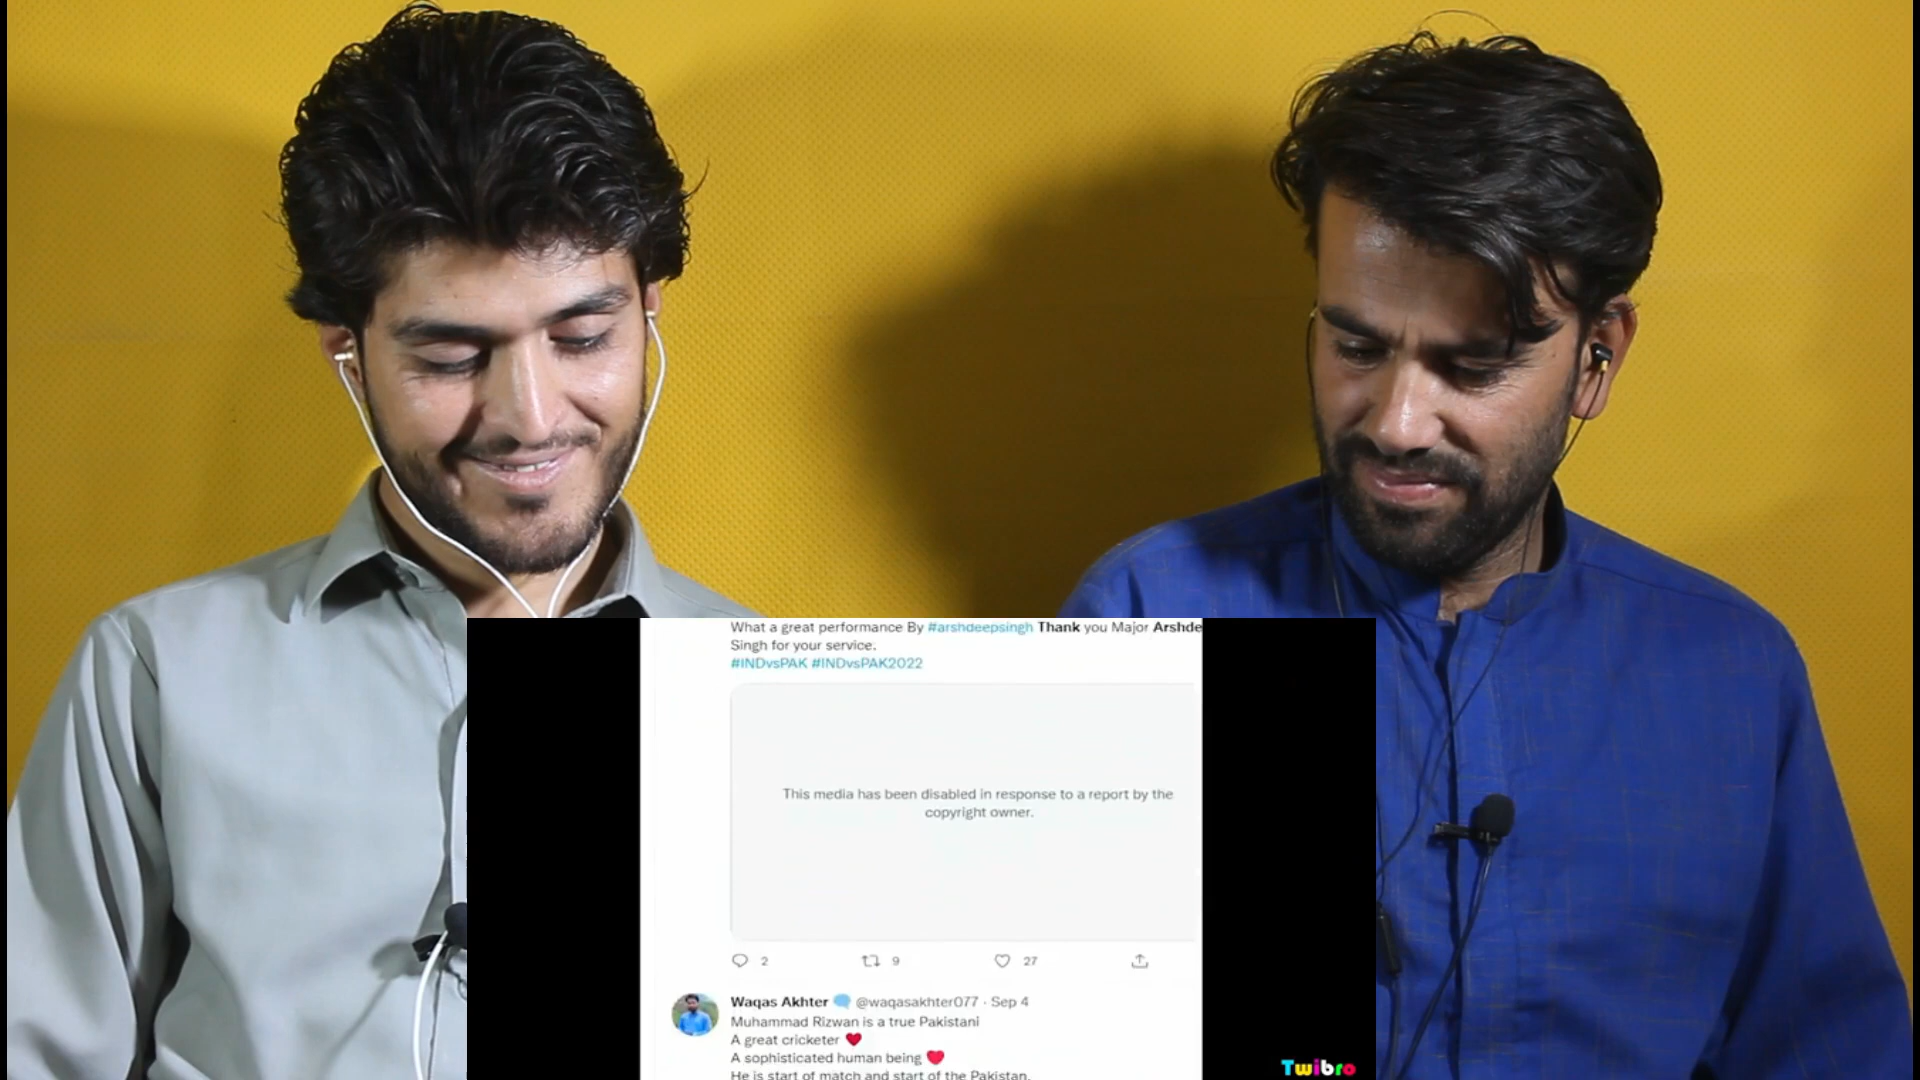 What a great performance By #arshdeepsingh Thank you Major Arshde
Singh for your service.
#INDvsPAK #INDvsPAK2022
This media has been disabled in response to a report by the
copyright owner.
2 9 27
Waqas Akhter @waqasakhter077 · Sep 4
Muhammad Rizwan is a true Pakistani
A great cricketer ❤️
A sophisticated human being ❤️
He is start of match and start of the Pakistan.
Twibro